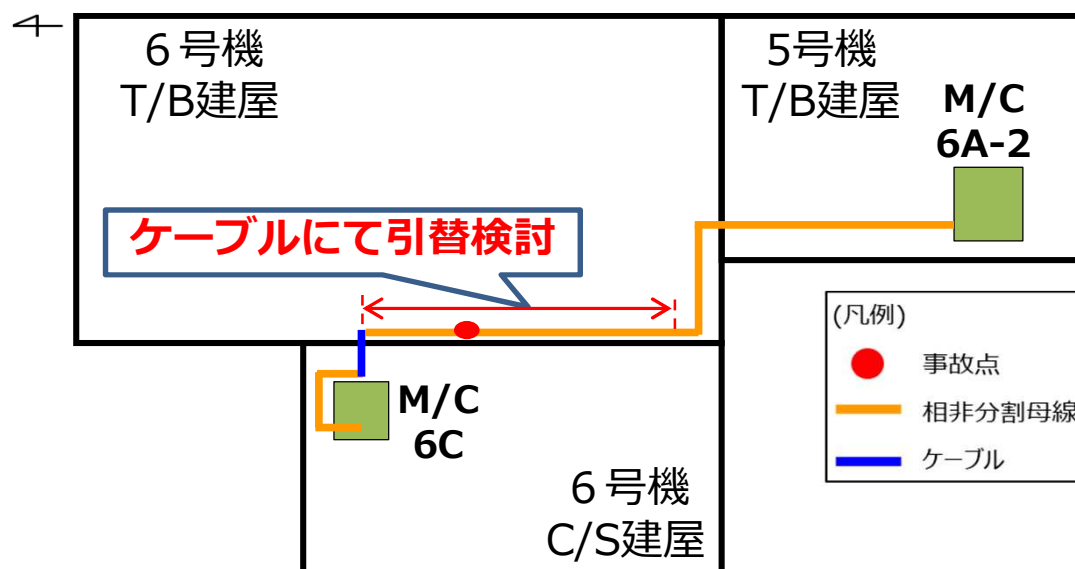 ６号機
T/B建屋
5号機
T/B建屋
M/C
6A-2
ケーブルにて引替検討
(凡例)
事故点
相非分割母線
ケーブル
M/C
6C
６号機
C/S建屋